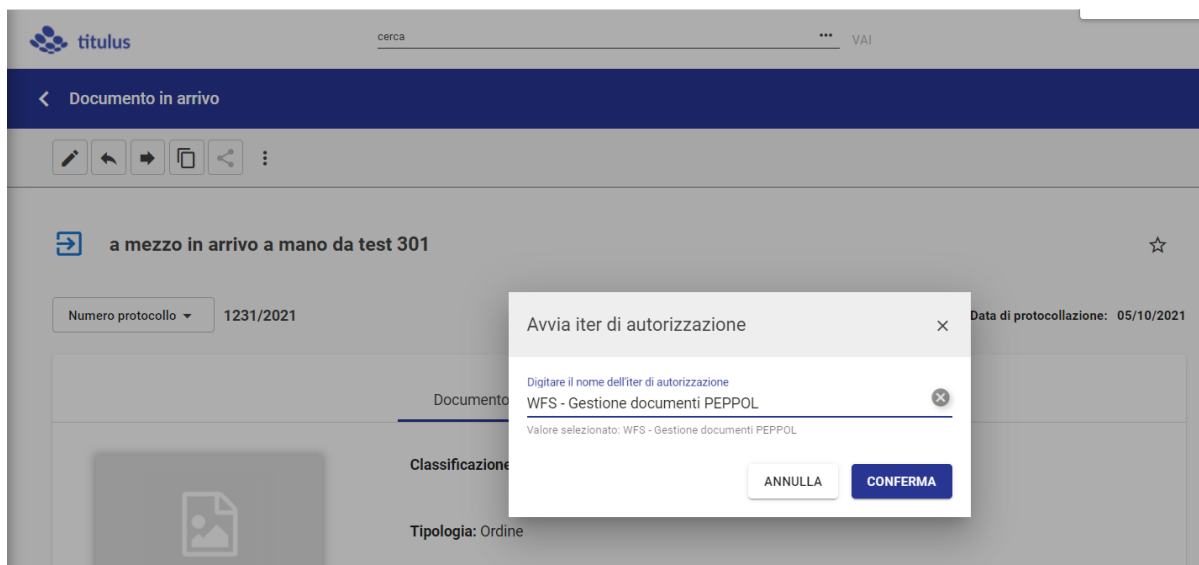 titulus
cerca
VAI
Documento in arrivo
a mezzo in arrivo a mano da test 301
Numero protocollo
1231/2021
Data di protocollazione: 05/10/2021
Avvia iter di autorizzazione
Digitare il nome dell'iter di autorizzazione
WFS - Gestione documenti PEPPOL
Valore selezionato: WFS - Gestione documenti PEPPOL
ANNULLA
CONFERMA
Documento
Classificazione
Tipologia: Ordine